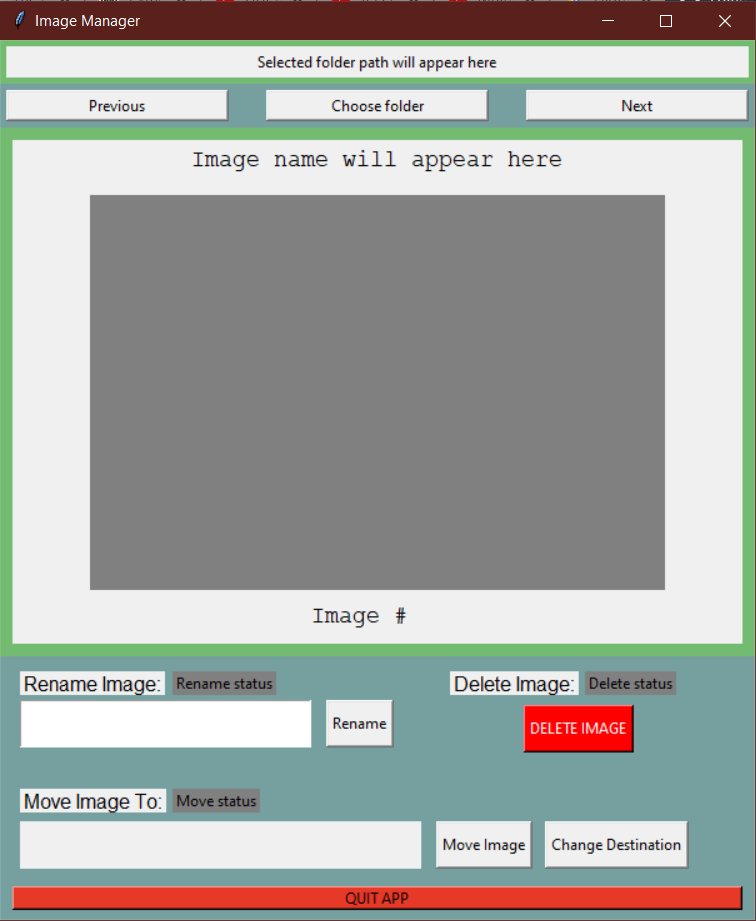 Image Manager
Selected folder path will appear here
Previous Choose folder Next
Image name will appear here
Image #
Rename Image: Rename status Delete Image: Delete status
Rename DELETE IMAGE
Move Image To: Move status
Move Image Change Destination
QUIT APP